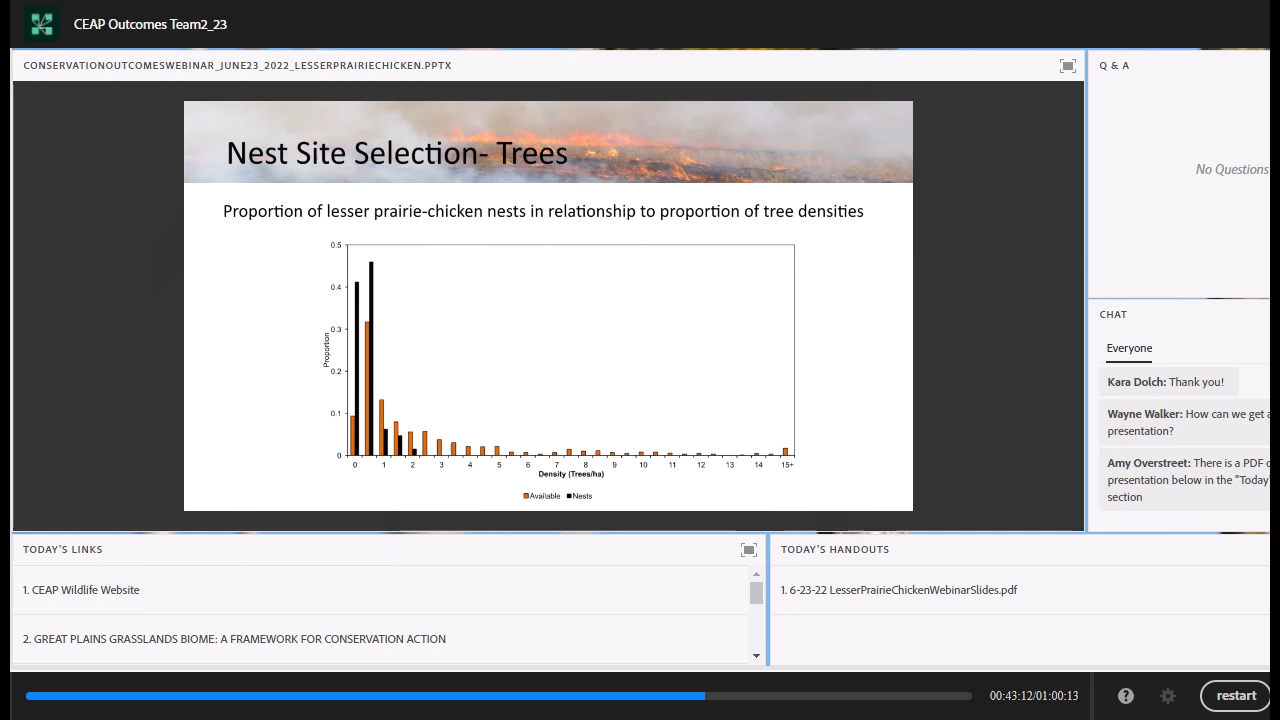 CEAP Outcomes Team2_23
CONSERVATIONOUTCOMESWEBINAR_JUNE23_2022_LESSERPRAIRIECHICKEN.PPTX
Nest Site Selection- Trees
Proportion of lesser prairie-chicken nests in relationship to proportion of tree densities
0.5
0.4
0.3
0.2
0.1
0
Proportion
0 1 2 3 4 5 6 7 8 9 10 11 12 13 14 15+
Density (Trees/ha)
Available Nests
Q & A
No Questions
CHAT
Everyone
Kara Dolch: Thank you!
Wayne Walker: How can we get a
presentation?
Amy Overstreet: There is a PDF
presentation below in the "Today
section
TODAY'S LINKS
1. CEAP Wildlife Website
2. GREAT PLAINS GRASSLANDS BIOME: A FRAMEWORK FOR CONSERVATION ACTION
TODAY'S HANDOUTS
1. 6-23-22 LesserPrairieChickenWebinarSlides.pdf
00:43:12/01:00:13
?
restart